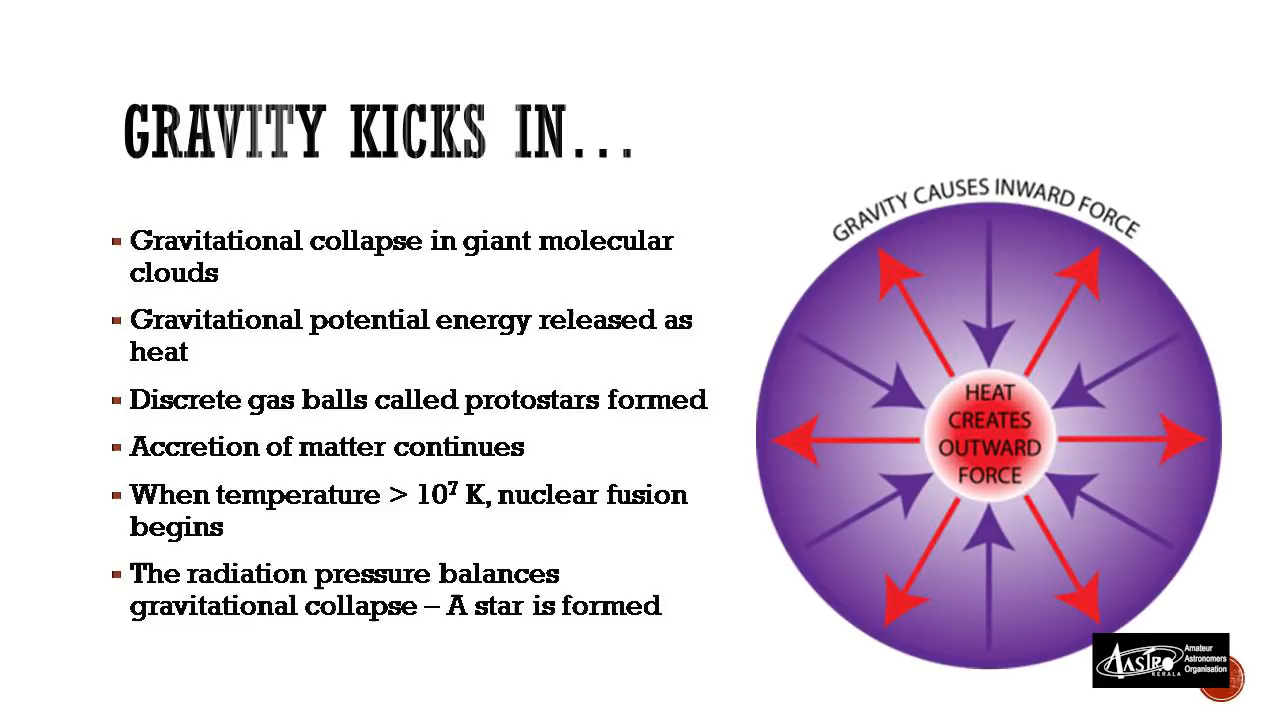 GRAVITY KICKS IN...
Gravitational collapse in giant molecular
clouds
Gravitational potential energy released as
heat
Discrete gas balls called protostars formed
Accretion of matter continues
When temperature > 10⁷ K, nuclear fusion
begins
The radiation pressure balances
gravitational collapse – A star is formed
GRAVITY CAUSES INWARD FORCE
HEAT
CREATES
OUTWARD
FORCE
AASTRO
KERALA
Amateur
Astronomers
Organisation